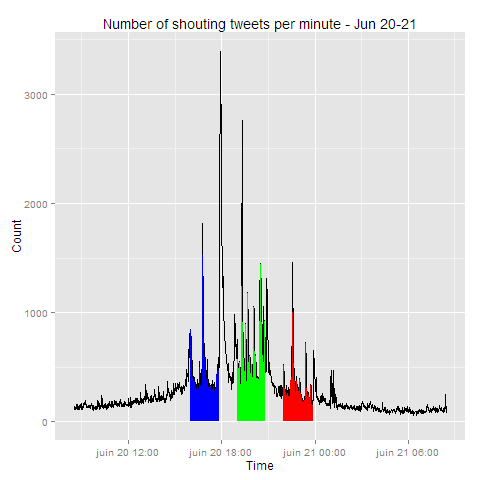 Number of shouting tweets per minute - Jun 20-21
Count
3000
2000
1000
0
juin 20 12:00 juin 20 18:00 juin 21 00:00 juin 21 06:00
Time